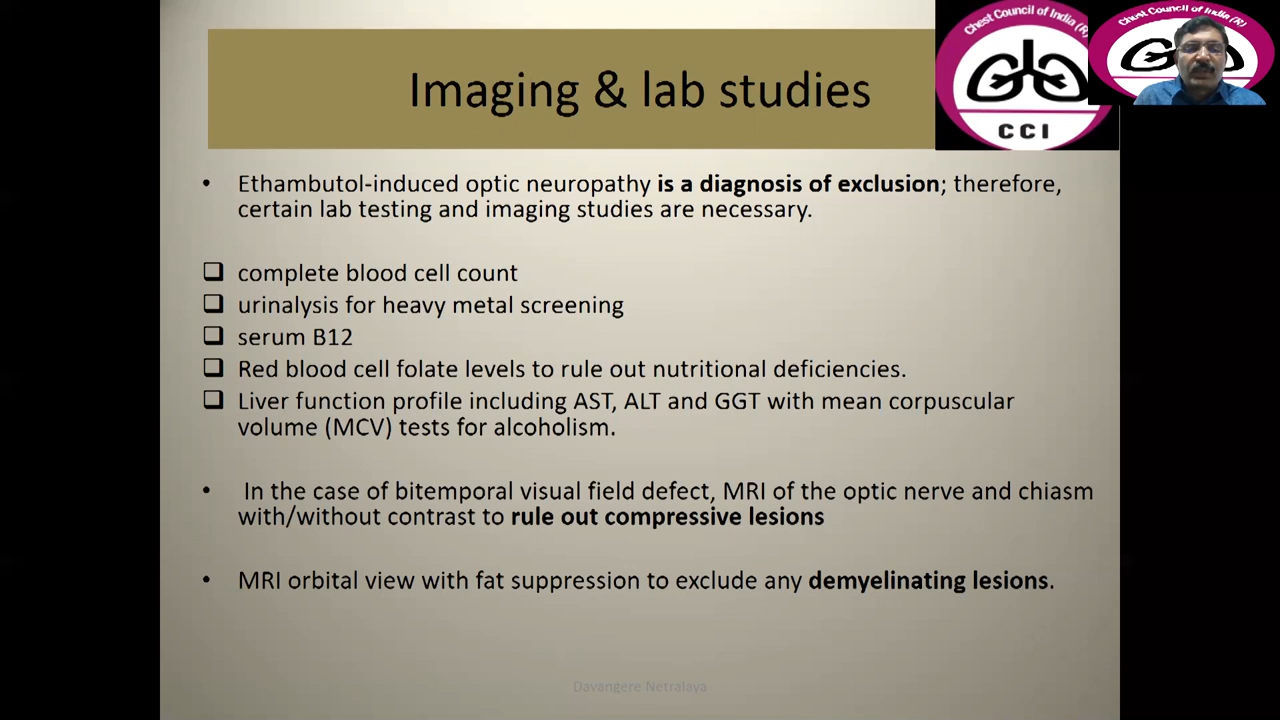 Imaging & lab studies
Chest Council of India (R)
CCI
Chest Council of India (R)
• Ethambutol-induced optic neuropathy is a diagnosis of exclusion; therefore,
certain lab testing and imaging studies are necessary.
❑ complete blood cell count
❑ urinalysis for heavy metal screening
❑ serum B12
❑ Red blood cell folate levels to rule out nutritional deficiencies.
❑ Liver function profile including AST, ALT and GGT with mean corpuscular
volume (MCV) tests for alcoholism.
• In the case of bitemporal visual field defect, MRI of the optic nerve and chiasm
with/without contrast to rule out compressive lesions
• MRI orbital view with fat suppression to exclude any demyelinating lesions.
Davangere Netralaya